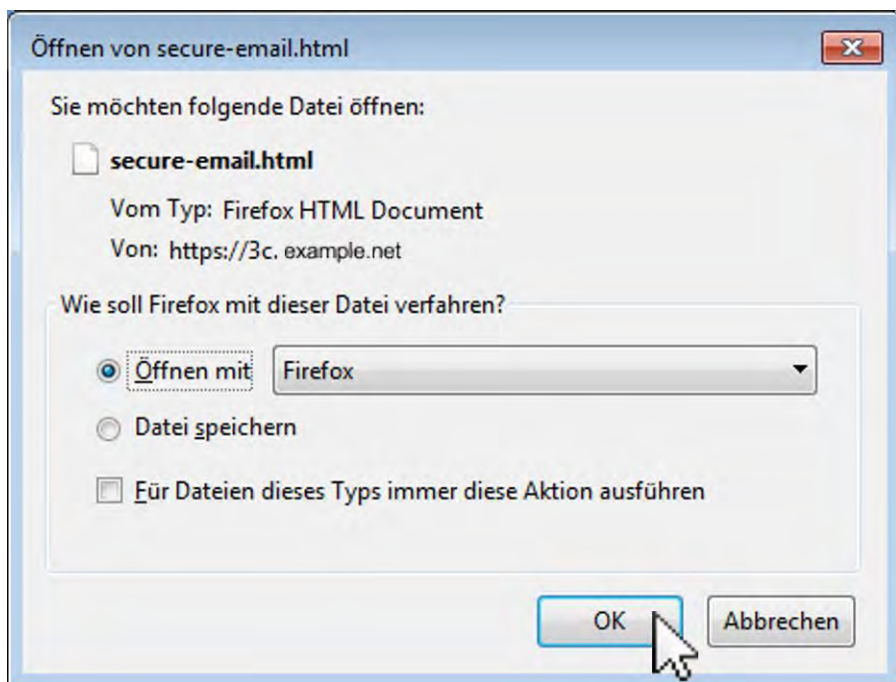 Öffnen von secure-email.html
Sie möchten folgende Datei öffnen:
secure-email.html
Vom Typ: Firefox HTML Document
Von: https://3c. example.net
Wie soll Firefox mit dieser Datei verfahren?
Öffnen mit Firefox
Datei speichern
Für Dateien dieses Typs immer diese Aktion ausführen
OK Abbrechen